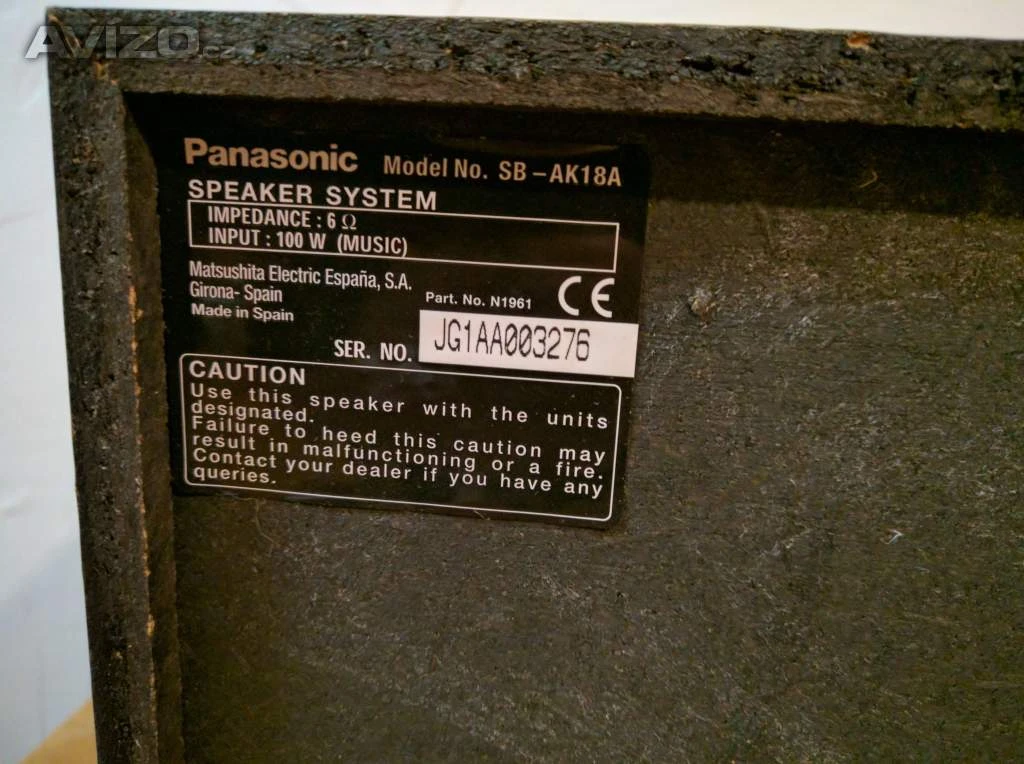 AVIZO.cz
Panasonic Model No. SB-AK18A
SPEAKER SYSTEM
IMPEDANCE : 6 Ω
INPUT : 100 W (MUSIC)
Matsushita Electric España, S.A.
Girona- Spain
Made in Spain
Part. No. N1961
CE
SER. NO. JG1AA003276
CAUTION
Use this speaker with the units
designated.
Failure to heed this caution may
result in malfunctioning or a fire.
Contact your dealer if you have any
queries.